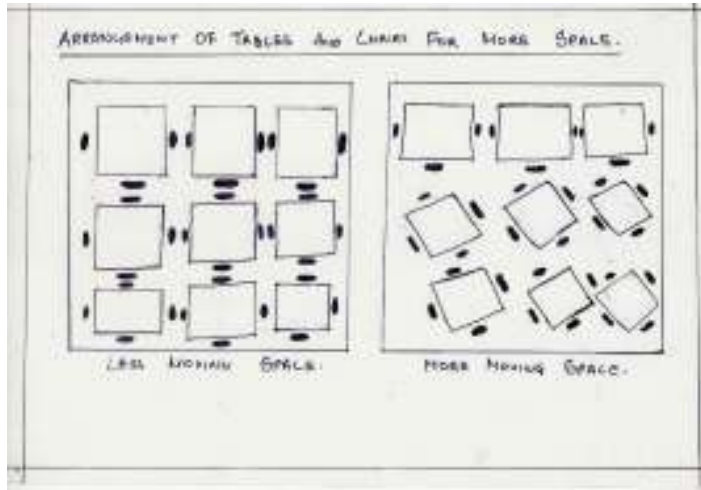 ARRANGEMENT OF TABLES AND CHAIRS FOR MORE SPACE.
LESS MOVING SPACE.
MORE MOVING SPACE.